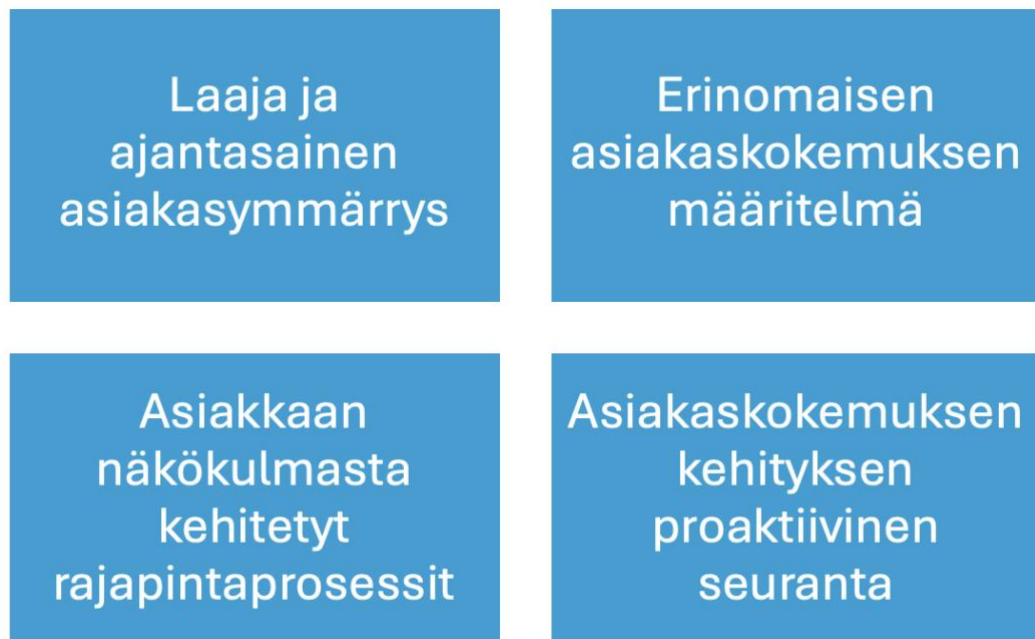 Laaja ja
ajantasainen
asiakasymmärrys
Erinomaisen
asiakaskokemuksen
määritelmä
Asiakkaan
näkökulmasta
kehitetyt
rajapintaprosessit
Asiakaskokemuksen
kehityksen
proaktiivinen
seuranta